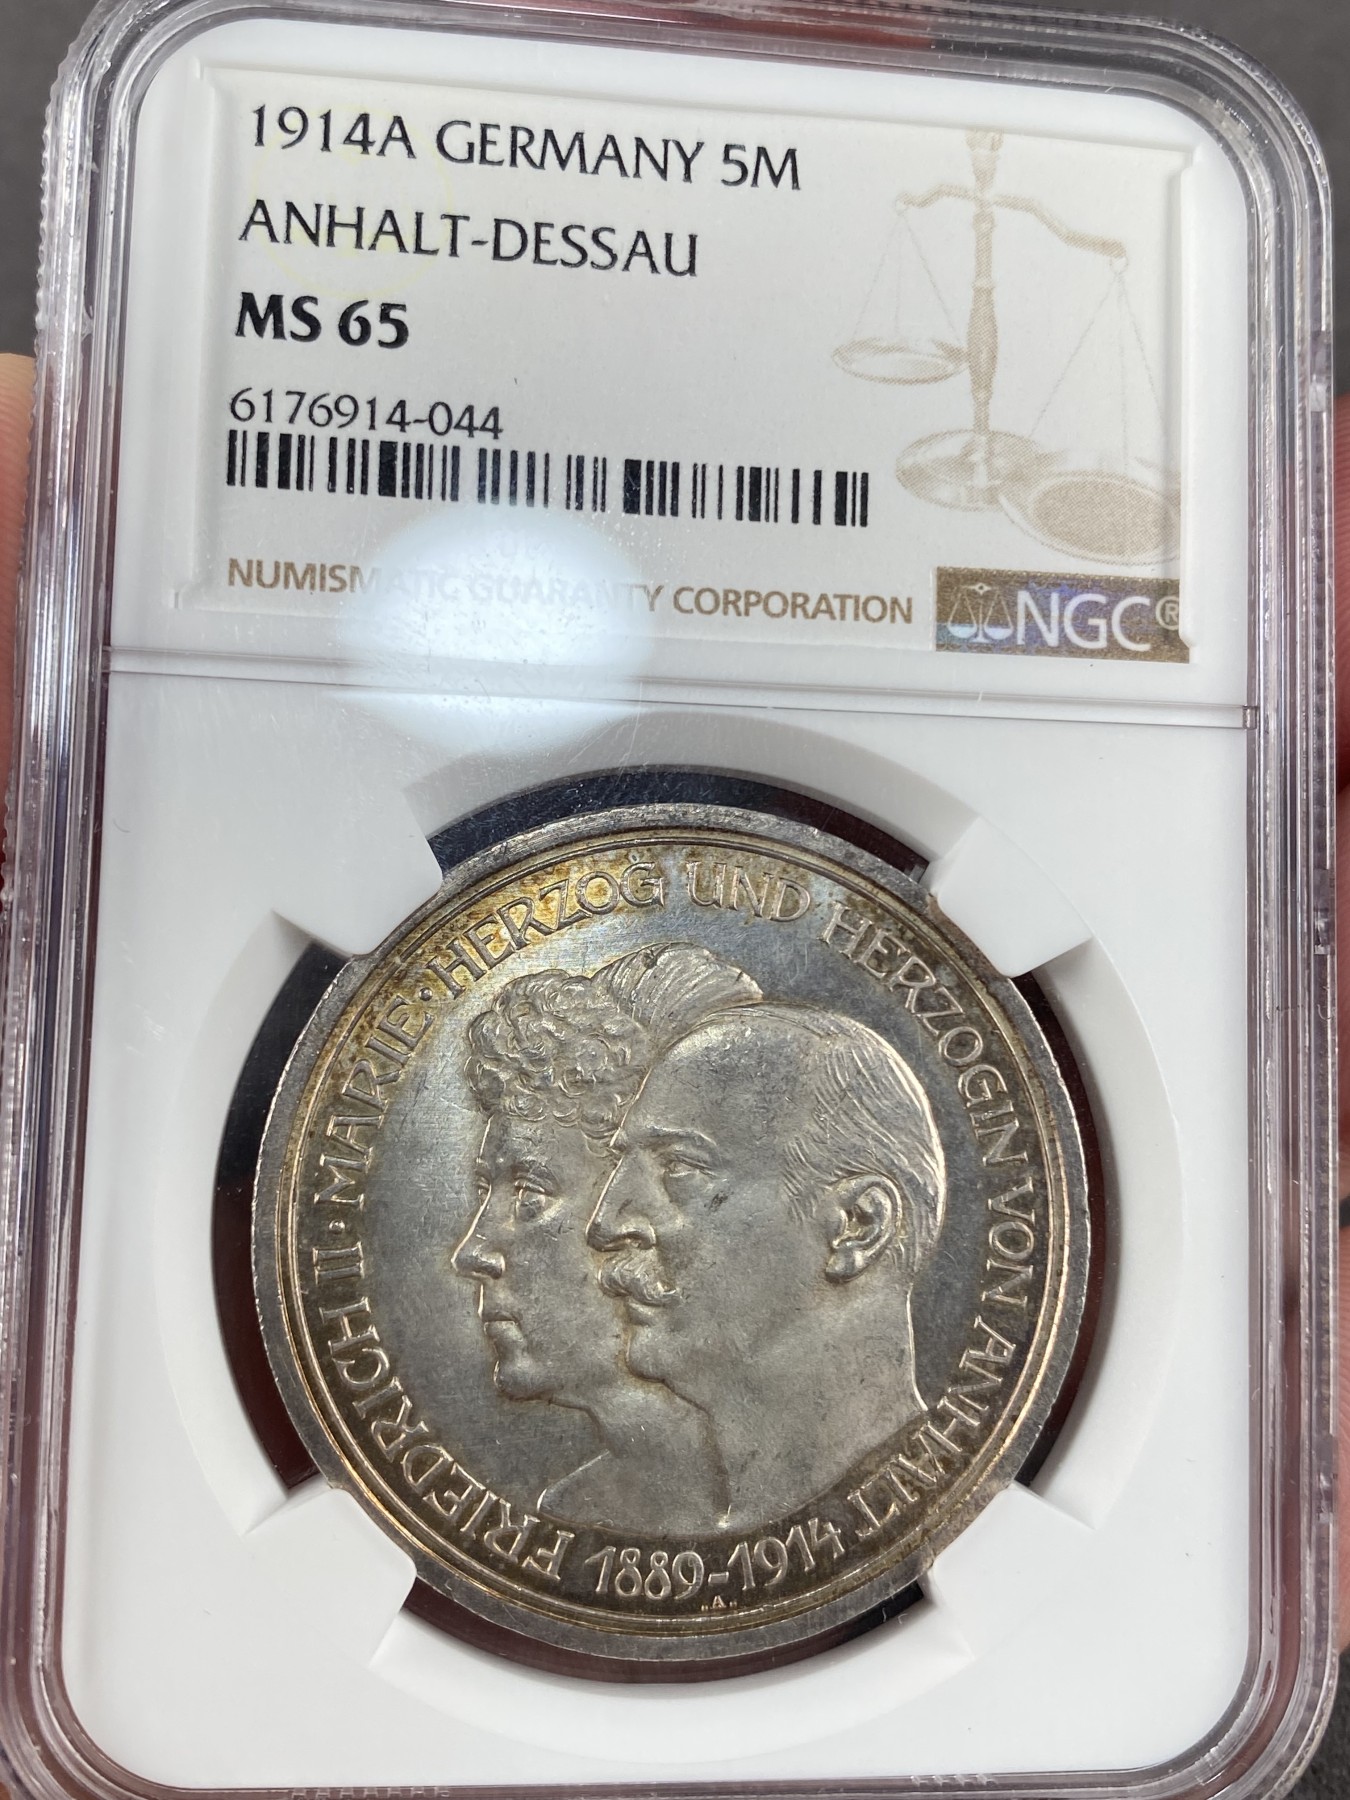 1914A GERMANY 5M
ANHALT-DESSAU
MS 65
6176914-044
NUMISMATIC GUARANTY CORPORATION
NGC®
FRIEDRICH II · MARIE · HERZOG UND HERZOGIN VON ANHALT
1889-1914
A